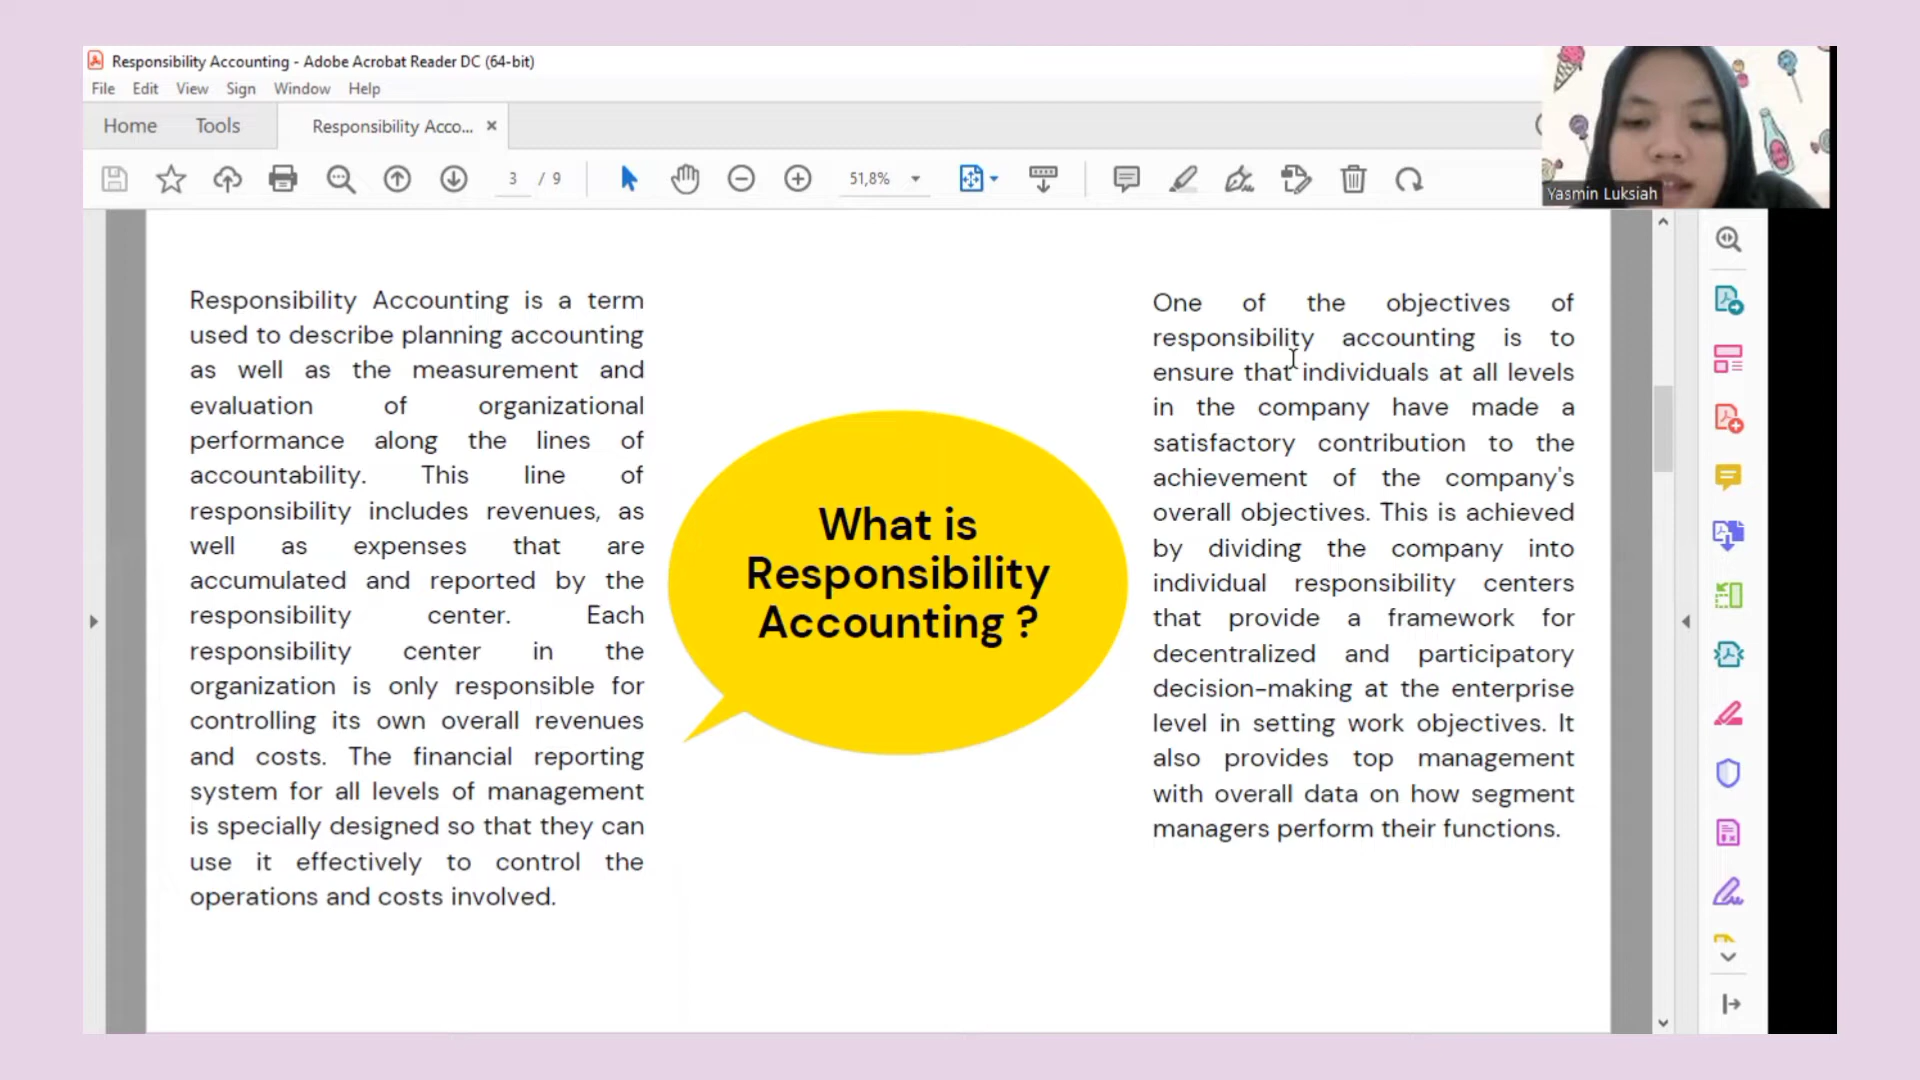 Responsibility Accounting - Adobe Acrobat Reader DC (64-bit)
File Edit View Sign Window Help
Home Tools Responsibility Acco... ×
3 / 9 51,8%
Yasmin Luksiah
Responsibility Accounting is a term
used to describe planning accounting
as well as the measurement and
evaluation of organizational
performance along the lines of
accountability. This line of
responsibility includes revenues, as
well as expenses that are
accumulated and reported by the
responsibility center. Each
responsibility center in the
organization is only responsible for
controlling its own overall revenues
and costs. The financial reporting
system for all levels of management
is specially designed so that they can
use it effectively to control the
operations and costs involved.
What is
Responsibility
Accounting ?
One of the objectives of
responsibility accounting is to
ensure that individuals at all levels
in the company have made a
satisfactory contribution to the
achievement of the company's
overall objectives. This is achieved
by dividing the company into
individual responsibility centers
that provide a framework for
decentralized and participatory
decision-making at the enterprise
level in setting work objectives. It
also provides top management
with overall data on how segment
managers perform their functions.